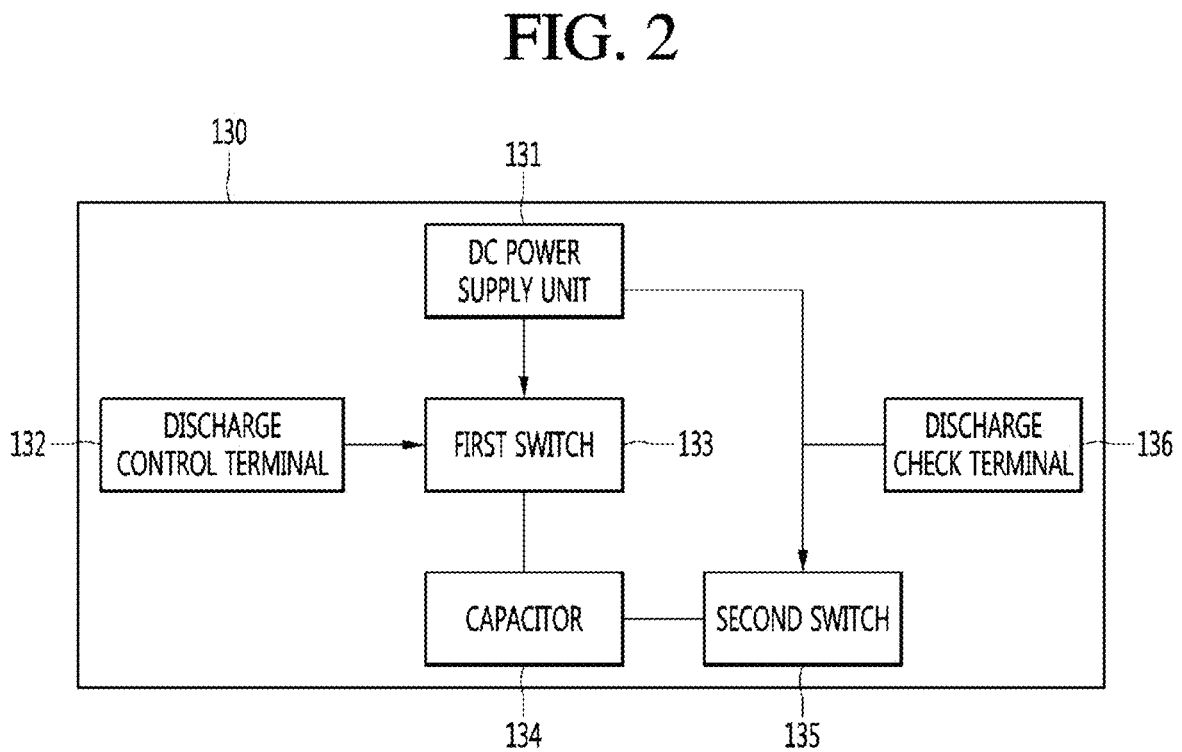 FIG. 2
130
131
DC POWER
SUPPLY UNIT
132
DISCHARGE
CONTROL TERMINAL
FIRST SWITCH
133
DISCHARGE
CHECK TERMINAL
136
CAPACITOR
SECOND SWITCH
134
135